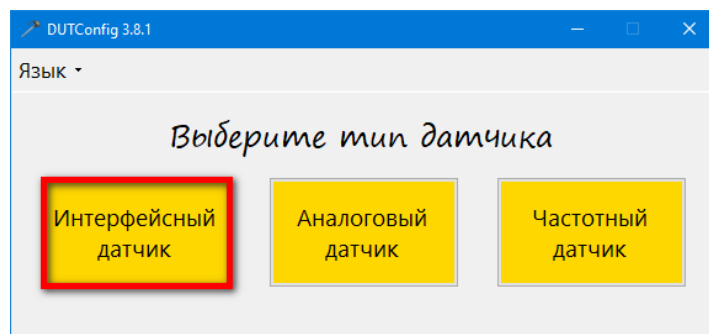 DUTConfig 3.8.1
Язык
Выберите тип датчика
Интерфейсный
датчик
Аналоговый
датчик
Частотный
датчик